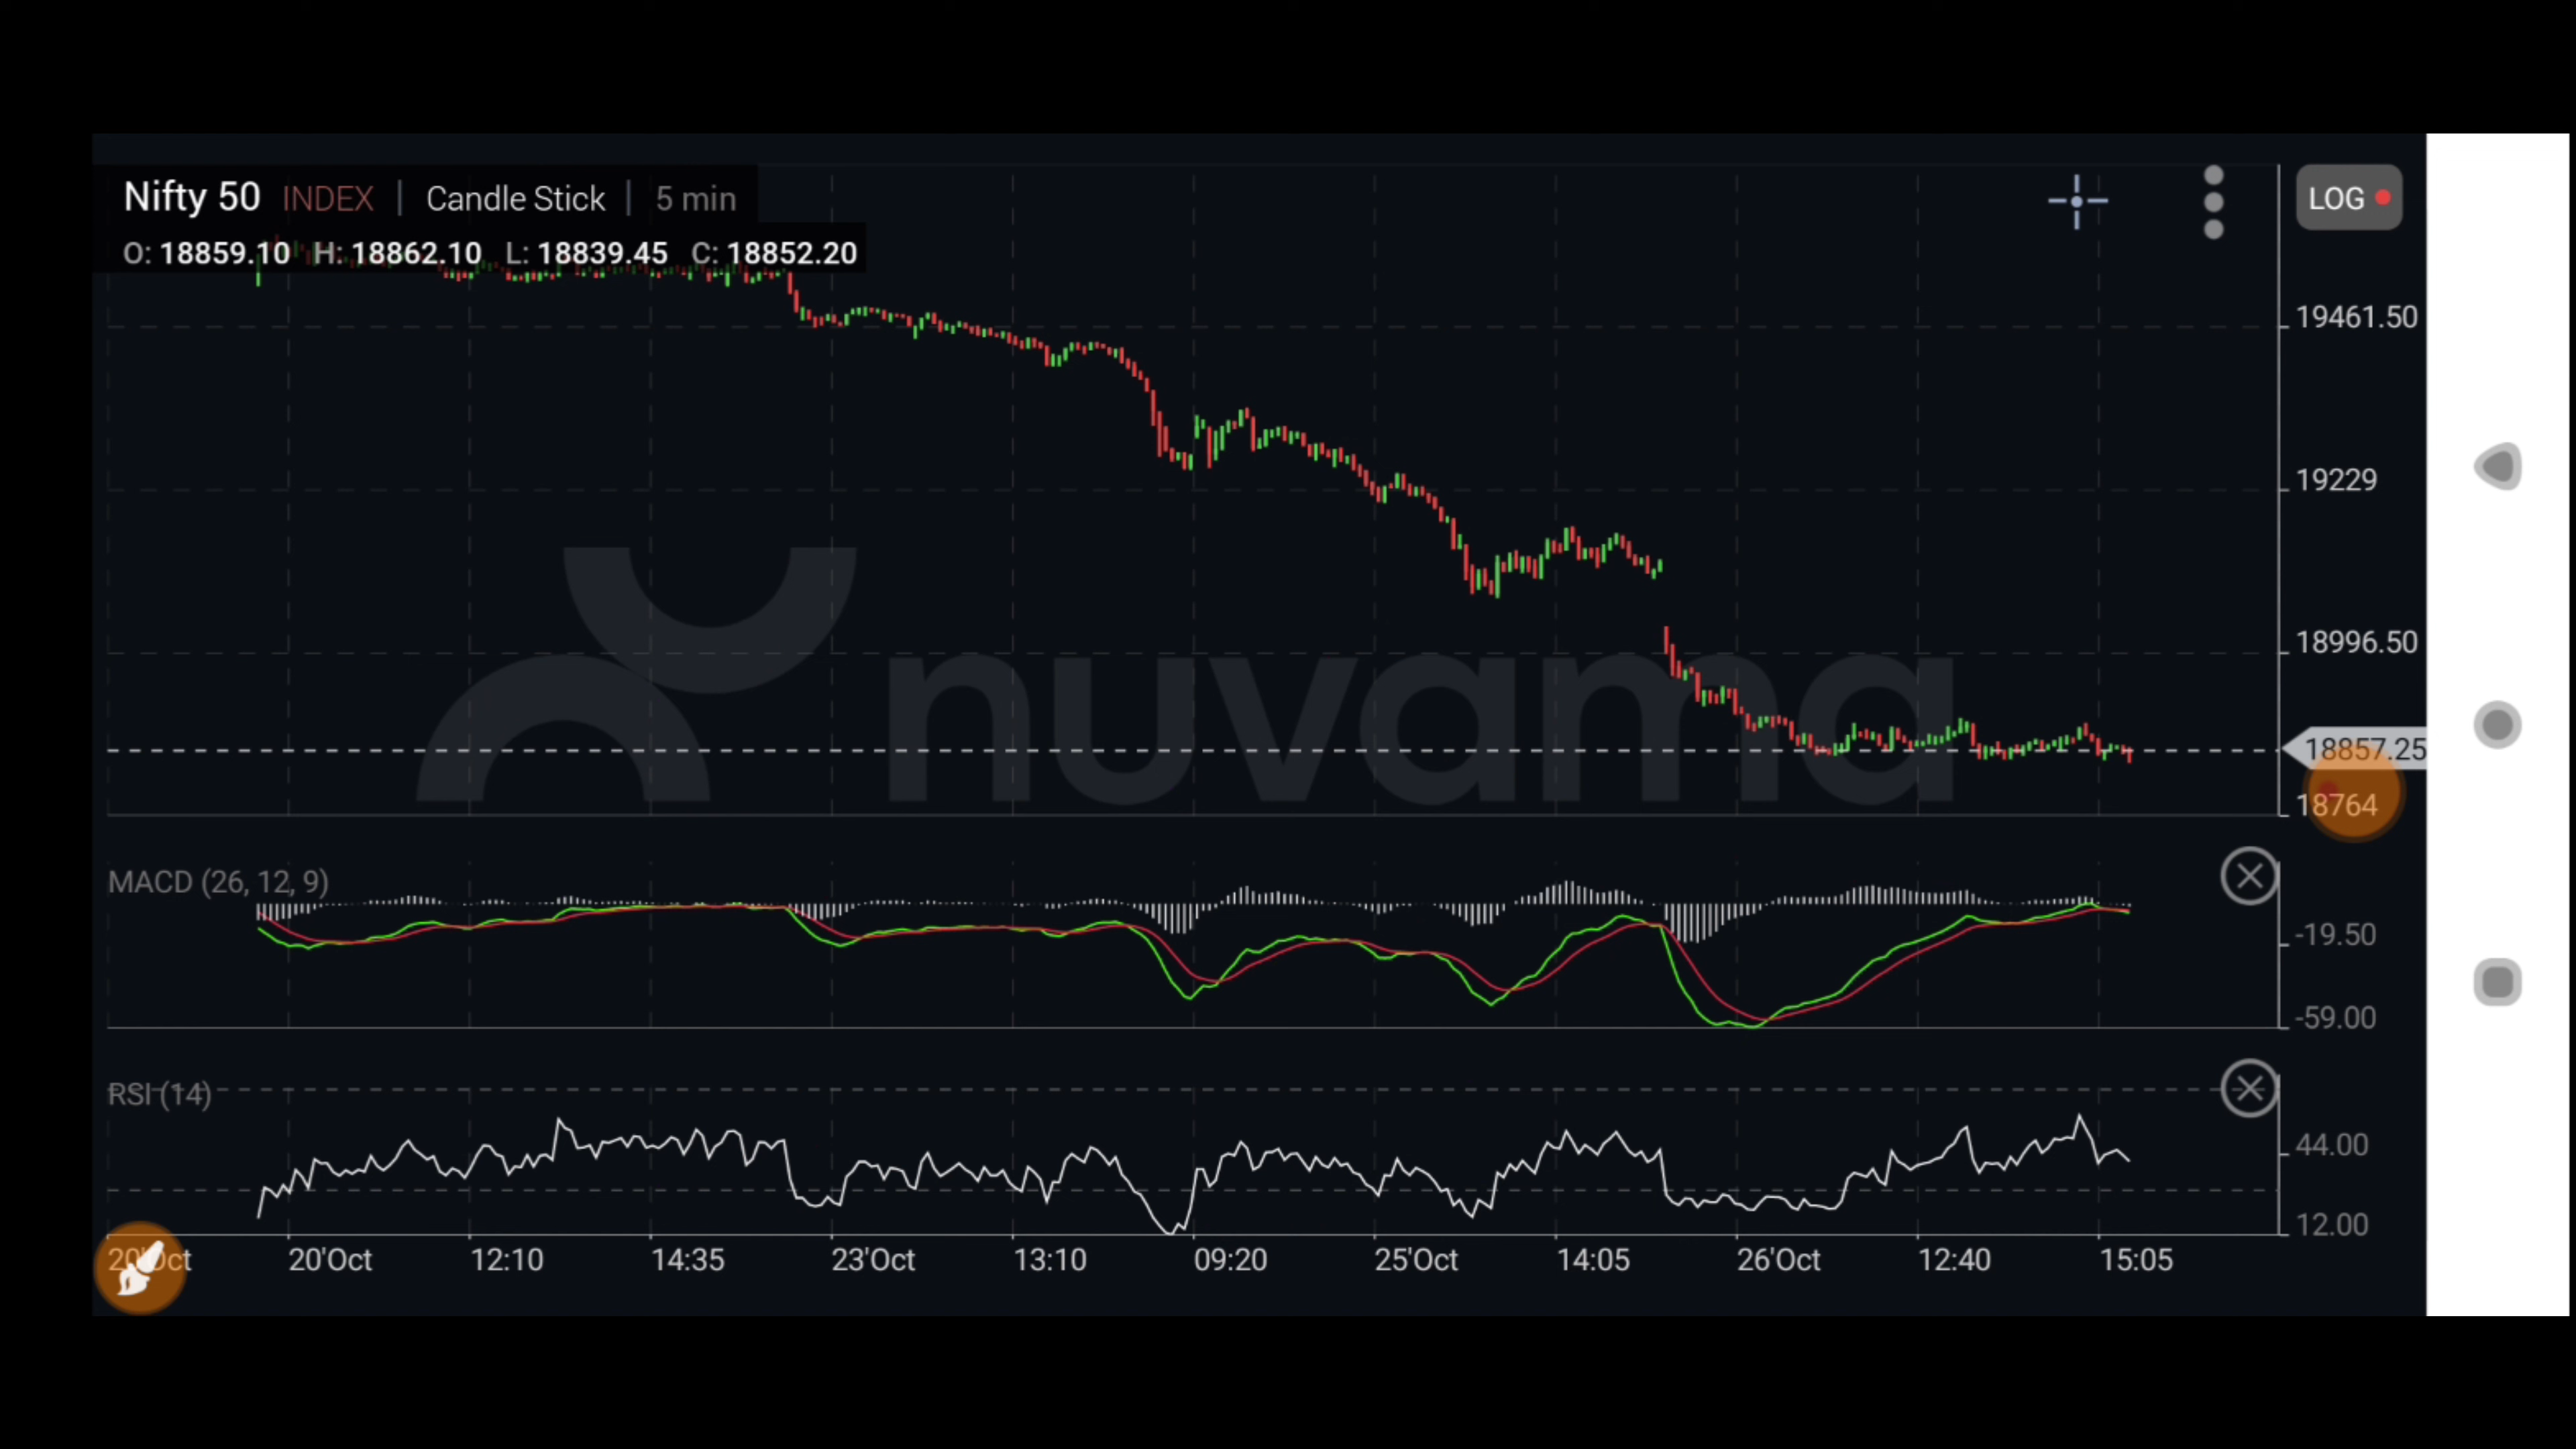 Nifty 50 INDEX | Candle Stick | 5 min
LOG
O: 18859.10 H: 18862.10 L: 18839.45 C: 18852.20
19461.50
19229
18996.50
nuvama
18857.25
18764
MACD (26, 12, 9)
-19.50
-59.00
RSI (14)
44.00
12.00
20'Oct 20'Oct 12:10 14:35 23'Oct 13:10 09:20 25'Oct 14:05 26'Oct 12:40 15:05